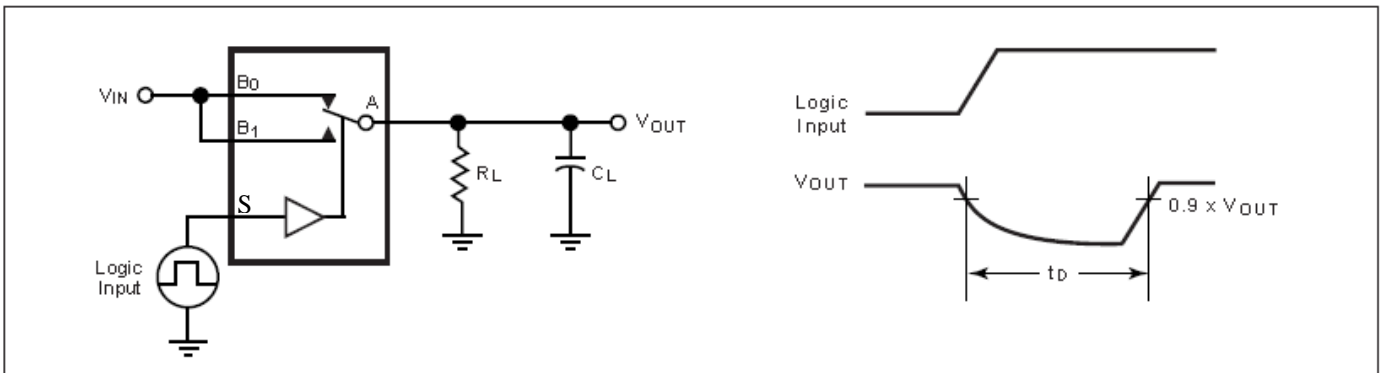 VIN
B0
B1
A
VOUT
RL
CL
S
Logic
Input
Logic
Input
VOUT
0.9 x VOUT
tD